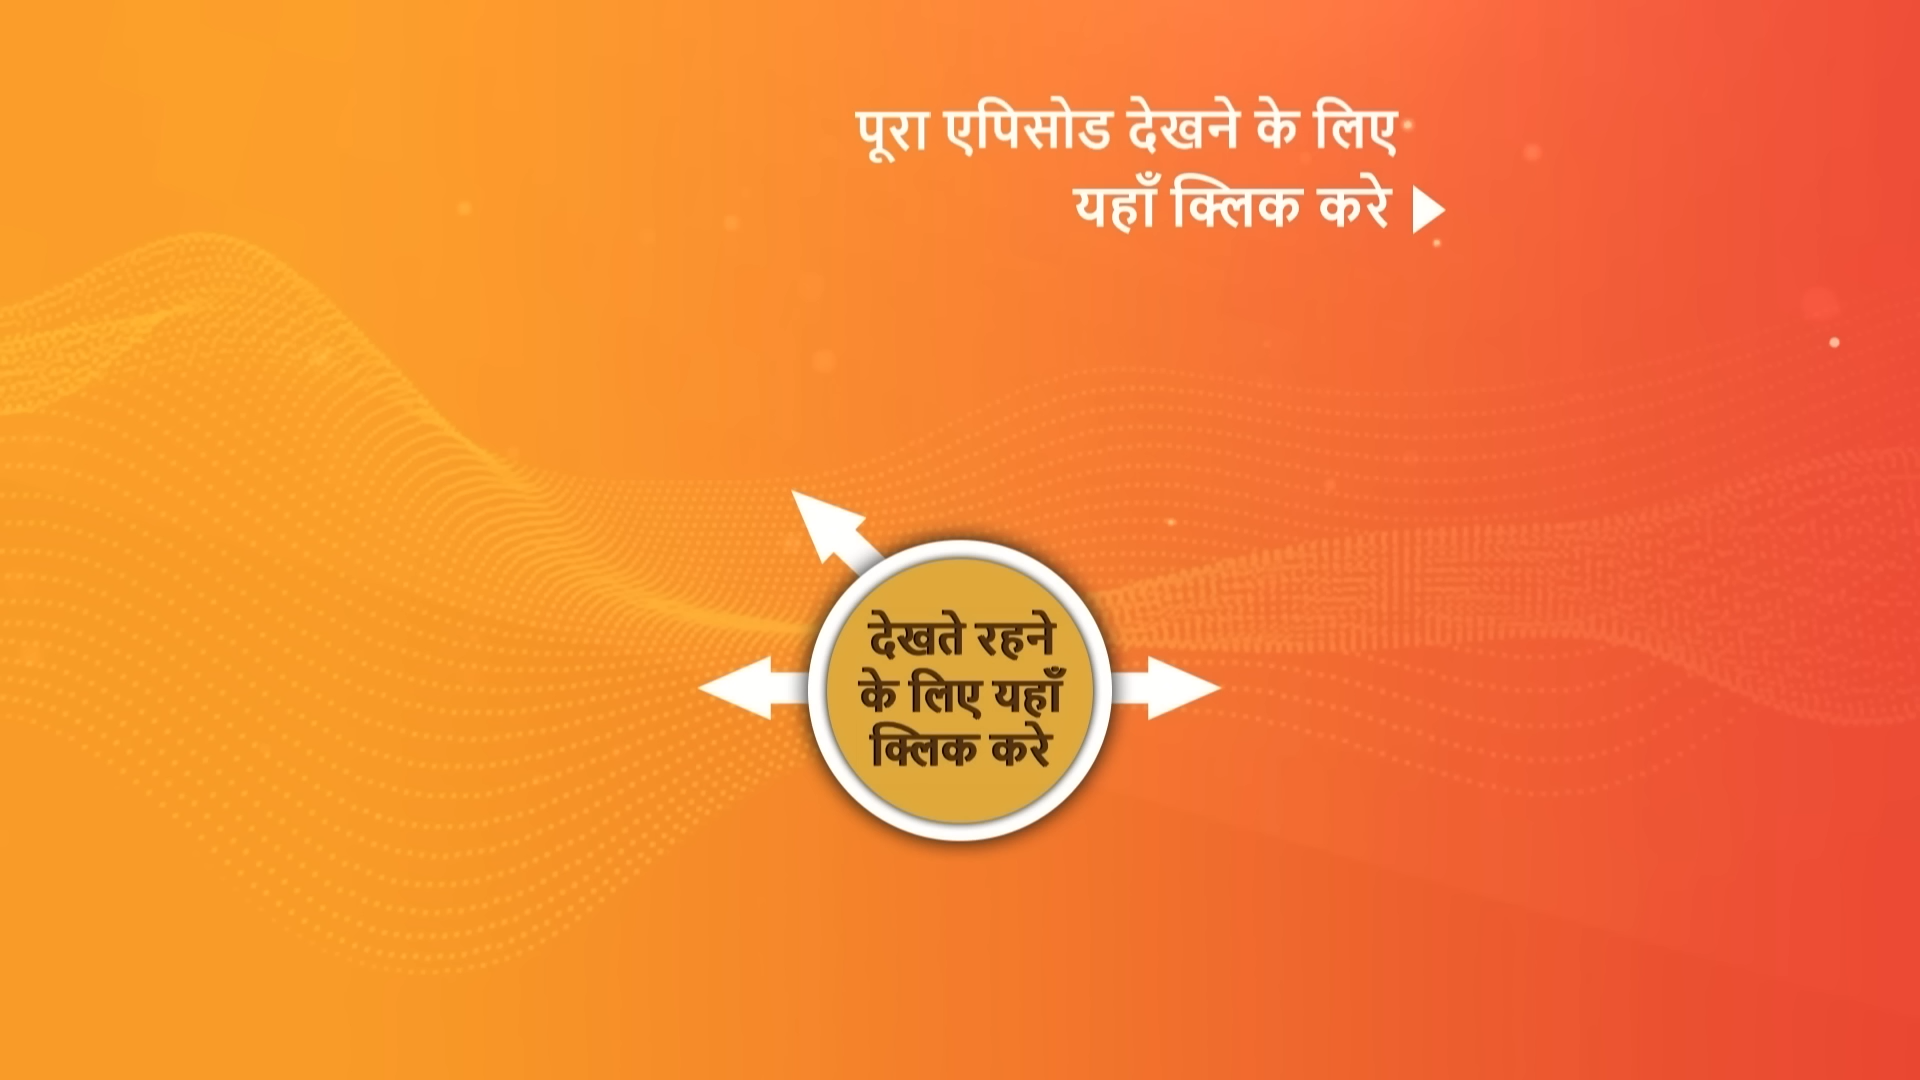 पूरा एपिसोड देखने के लिए
यहाँ क्लिक करे
देखते रहने
के लिए यहाँ
क्लिक करे